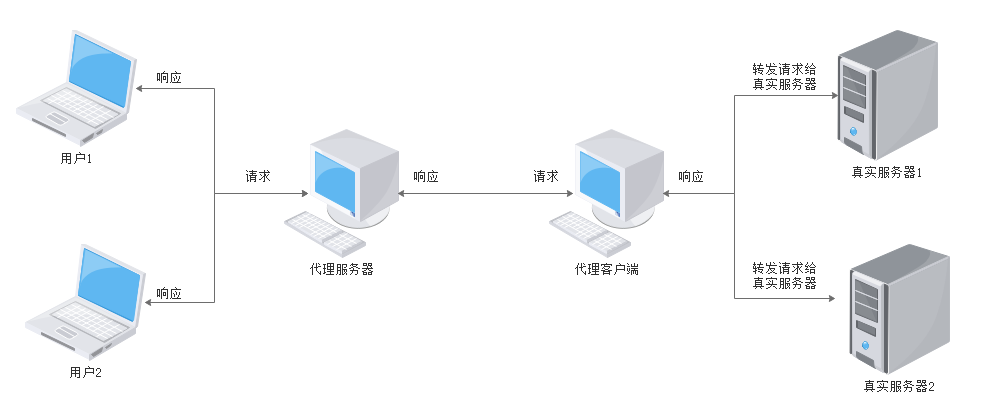 响应
用户1
请求
代理服务器
响应
用户2
响应
请求
代理客户端
响应
转发请求给
真实服务器
真实服务器1
转发请求给
真实服务器
真实服务器2